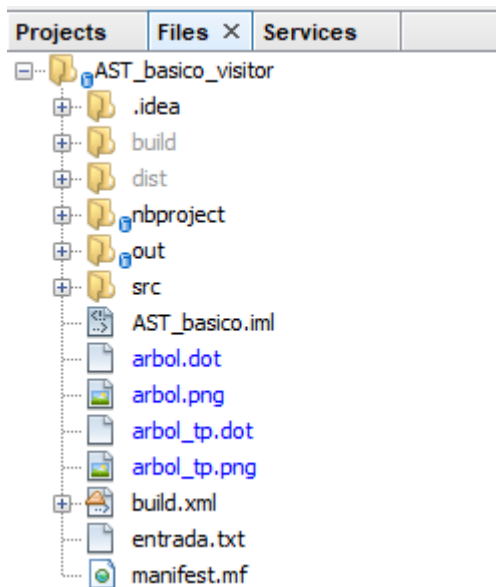 Projects Files Services
AST_basico_visitor
.idea
build
dist
nbproject
out
src
AST_basico.iml
arbol.dot
arbol.png
arbol_tp.dot
arbol_tp.png
build.xml
entrada.txt
manifest.mf